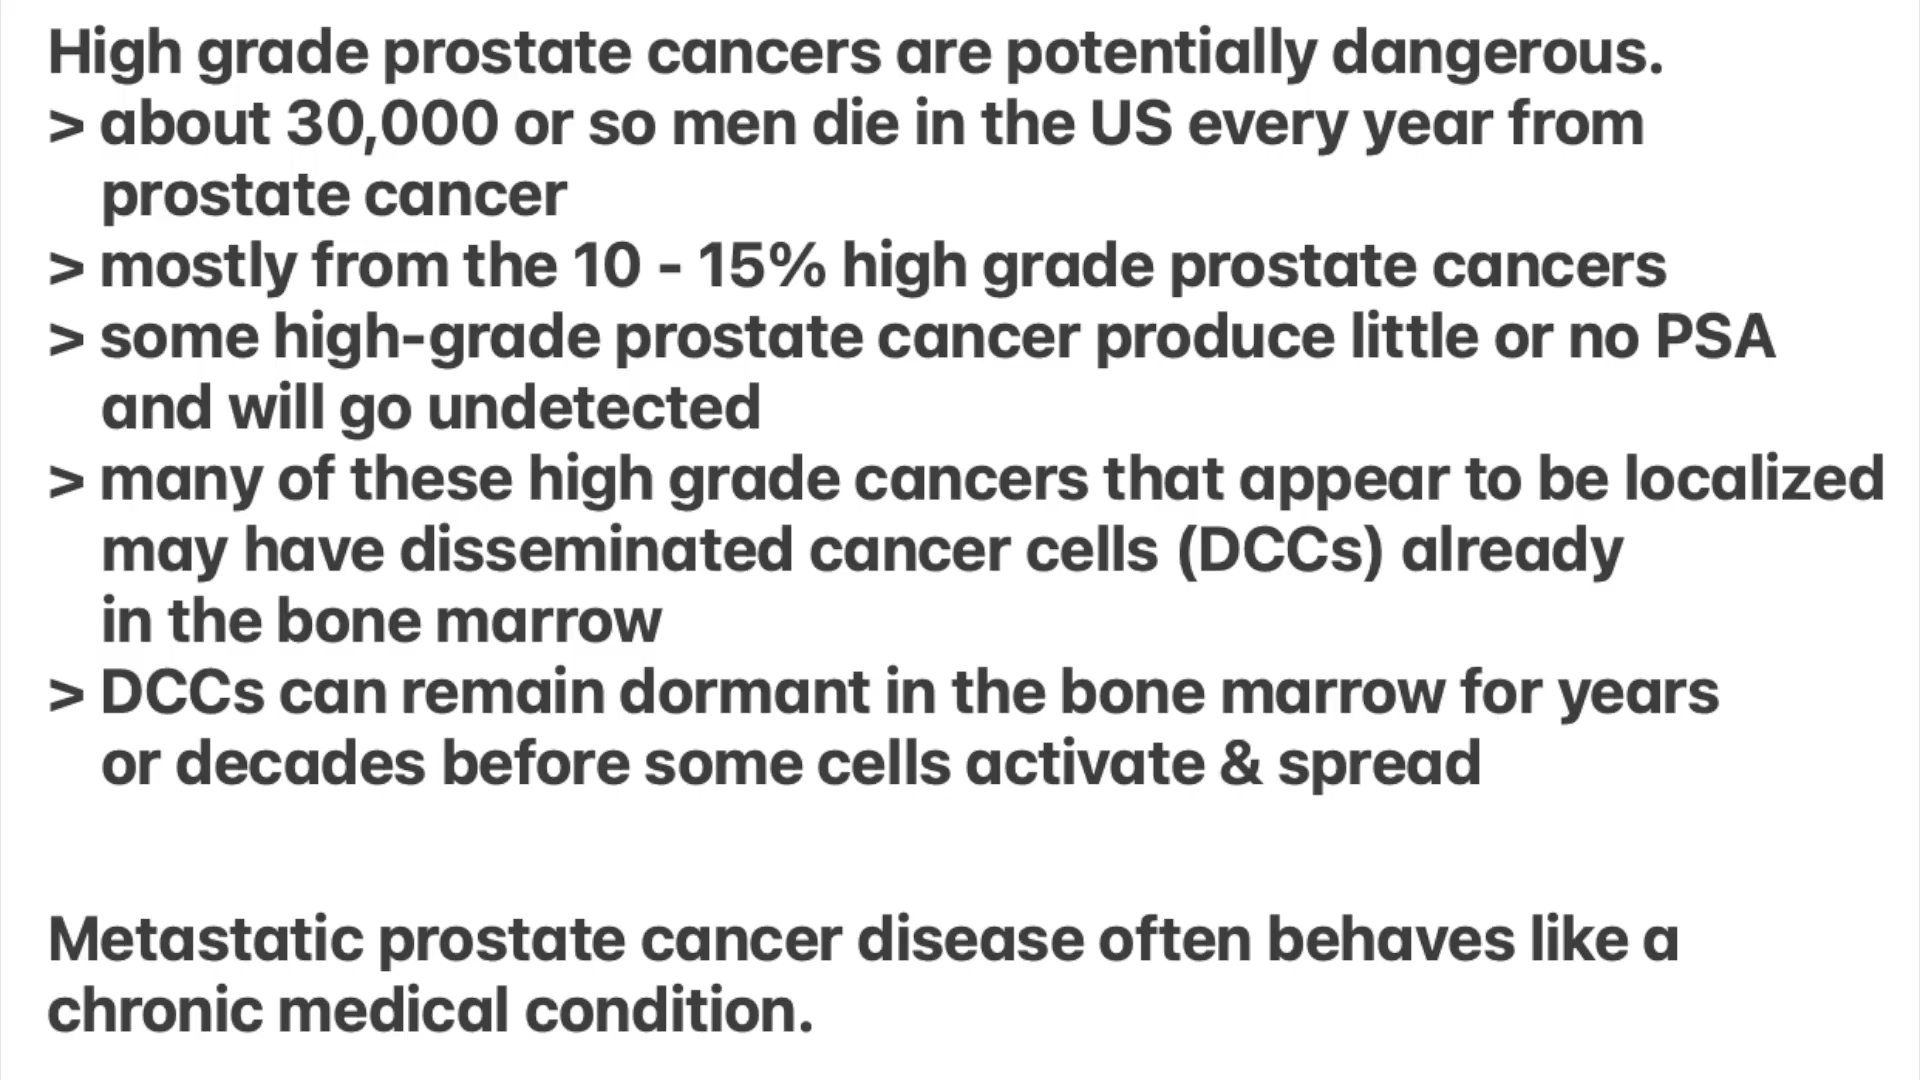 High grade prostate cancers are potentially dangerous.
> about 30,000 or so men die in the US every year from
prostate cancer
> mostly from the 10 - 15% high grade prostate cancers
> some high-grade prostate cancer produce little or no PSA
and will go undetected
> many of these high grade cancers that appear to be localized
may have disseminated cancer cells (DCCs) already
in the bone marrow
> DCCs can remain dormant in the bone marrow for years
or decades before some cells activate & spread
Metastatic prostate cancer disease often behaves like a
chronic medical condition.